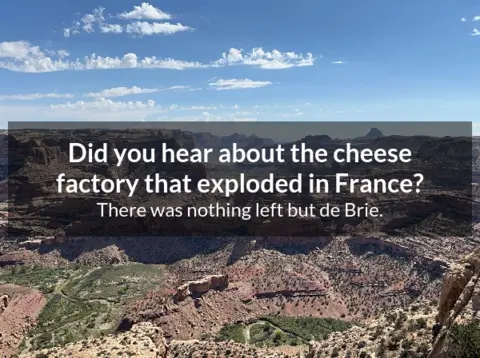 Did you hear about the cheese
factory that exploded in France?
There was nothing left but de Brie.